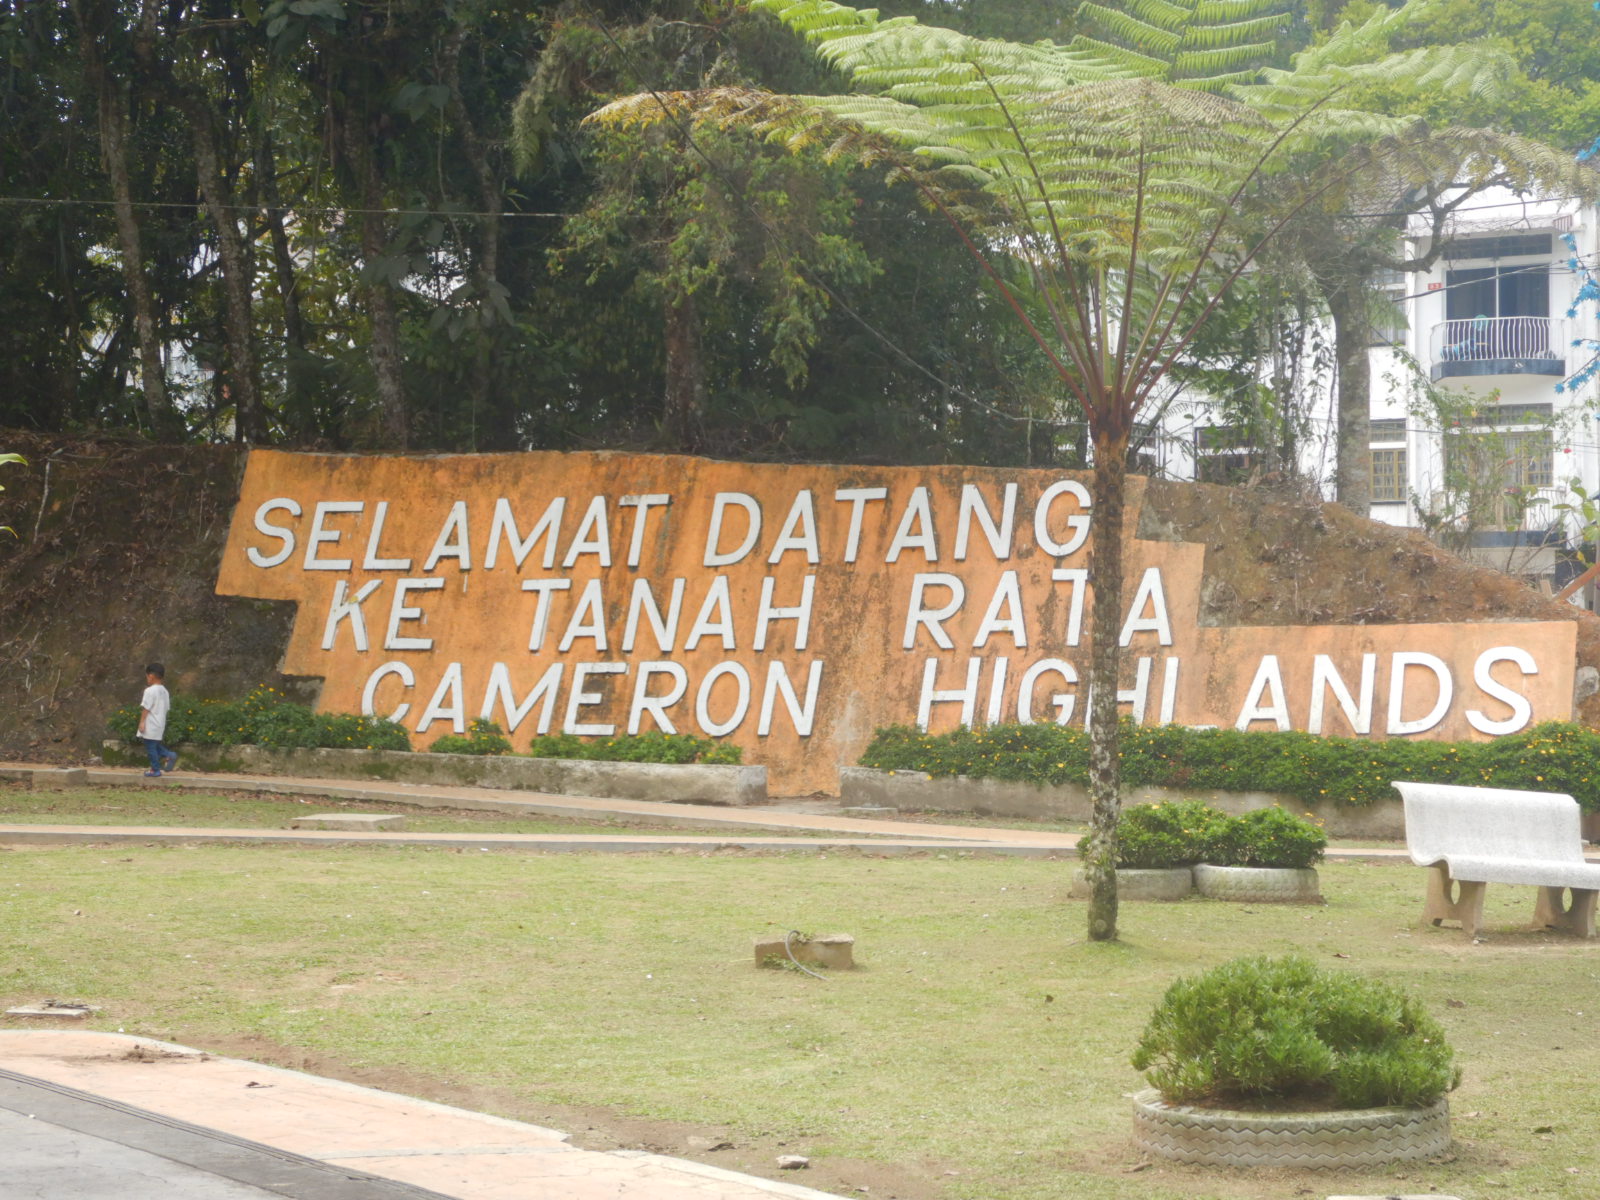 SELAMAT DATANG
KE TANAH RATA
CAMERON HIGHLANDS